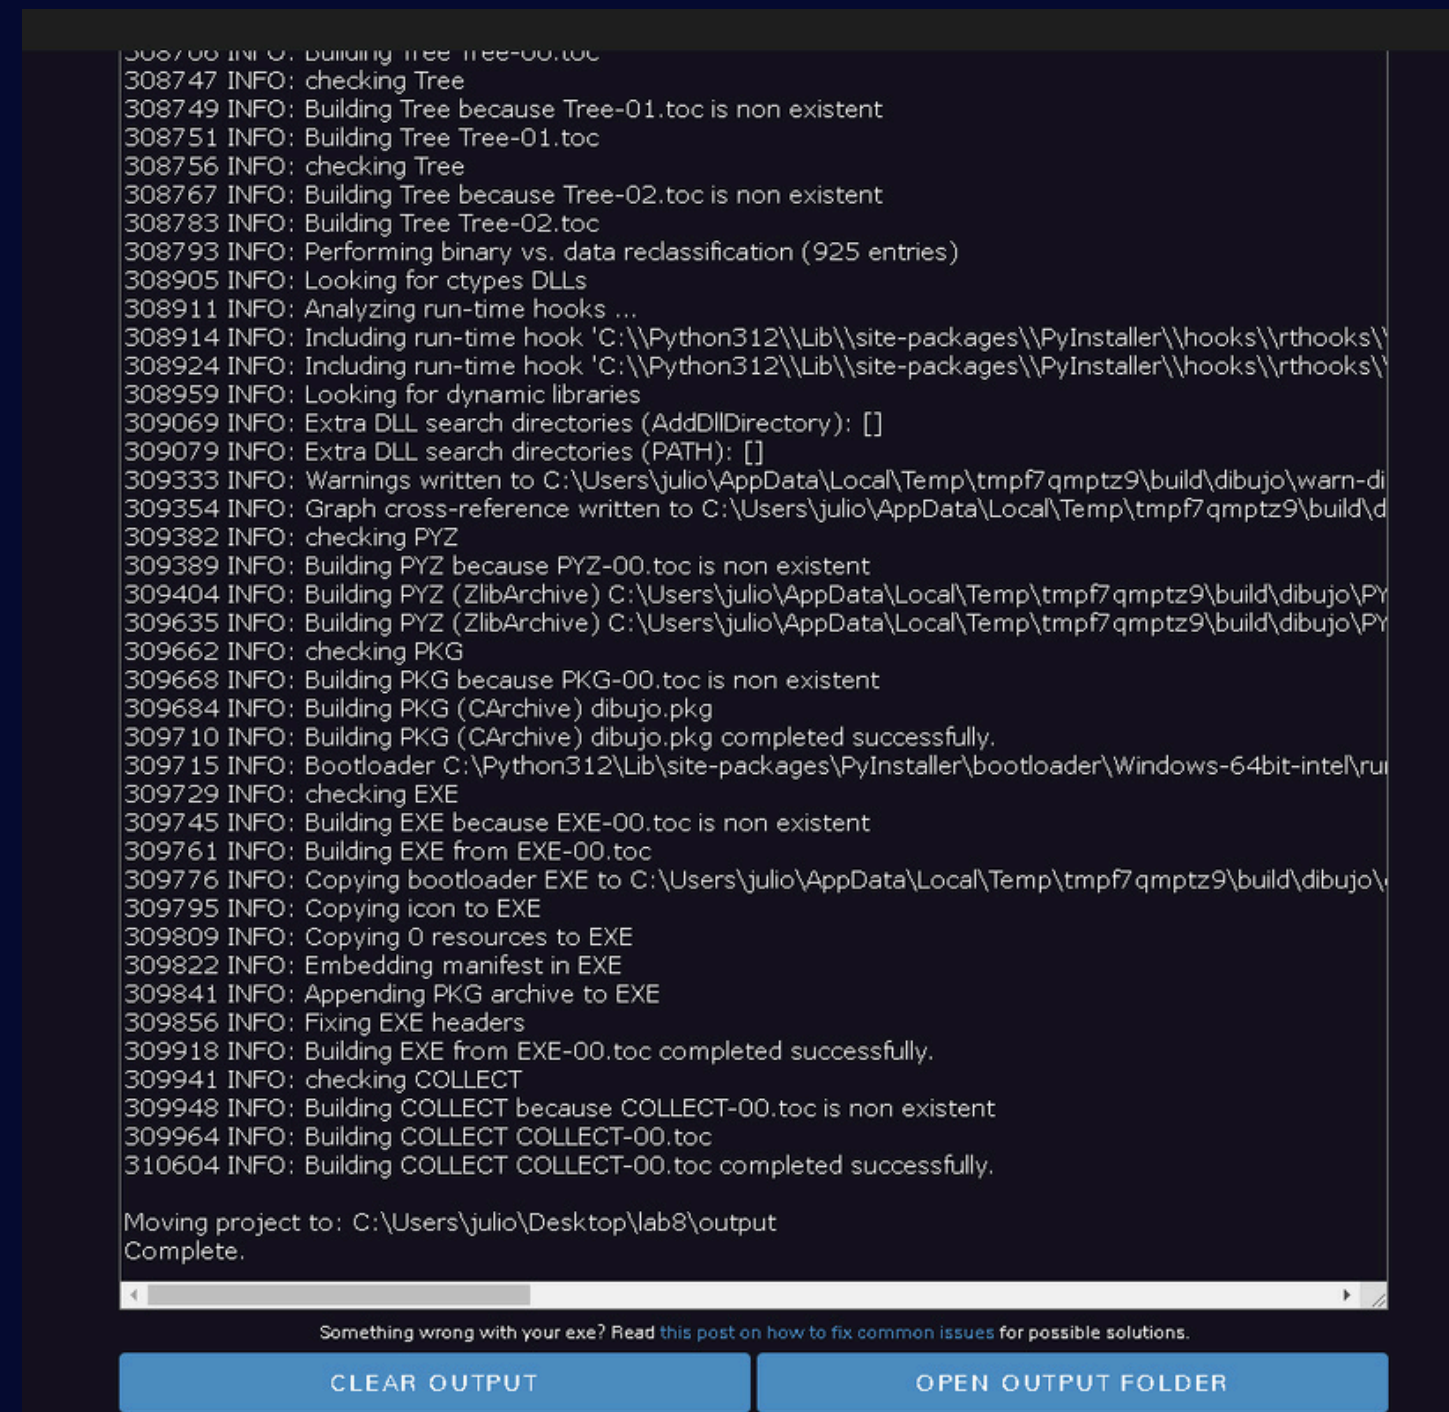 308706 INFO: Building Tree Tree-00.toc
308747 INFO: checking Tree
308749 INFO: Building Tree because Tree-01.toc is non existent
308751 INFO: Building Tree Tree-01.toc
308756 INFO: checking Tree
308767 INFO: Building Tree because Tree-02.toc is non existent
308783 INFO: Building Tree Tree-02.toc
308793 INFO: Performing binary vs. data reclassification (925 entries)
308905 INFO: Looking for ctypes DLLs
308911 INFO: Analyzing run-time hooks ...
308914 INFO: Including run-time hook 'C:\\Python312\\Lib\\site-packages\\PyInstaller\\hooks\\rthooks\\
308924 INFO: Including run-time hook 'C:\\Python312\\Lib\\site-packages\\PyInstaller\\hooks\\rthooks\\
308959 INFO: Looking for dynamic libraries
309069 INFO: Extra DLL search directories (AddDllDirectory): []
309079 INFO: Extra DLL search directories (PATH): []
309333 INFO: Warnings written to C:\Users\julio\AppData\Local\Temp\tmpf7qmptz9\build\dibujo\warn-di
309354 INFO: Graph cross-reference written to C:\Users\julio\AppData\Local\Temp\tmpf7qmptz9\build\d
309382 INFO: checking PYZ
309389 INFO: Building PYZ because PYZ-00.toc is non existent
309404 INFO: Building PYZ (ZlibArchive) C:\Users\julio\AppData\Local\Temp\tmpf7qmptz9\build\dibujo\PY
309635 INFO: Building PYZ (ZlibArchive) C:\Users\julio\AppData\Local\Temp\tmpf7qmptz9\build\dibujo\PY
309662 INFO: checking PKG
309668 INFO: Building PKG because PKG-00.toc is non existent
309684 INFO: Building PKG (CArchive) dibujo.pkg
309710 INFO: Building PKG (CArchive) dibujo.pkg completed successfully.
309715 INFO: Bootloader C:\Python312\Lib\site-packages\PyInstaller\bootloader\Windows-64bit-intel\ru
309729 INFO: checking EXE
309745 INFO: Building EXE because EXE-00.toc is non existent
309761 INFO: Building EXE from EXE-00.toc
309776 INFO: Copying bootloader EXE to C:\Users\julio\AppData\Local\Temp\tmpf7qmptz9\build\dibujo\
309795 INFO: Copying icon to EXE
309809 INFO: Copying 0 resources to EXE
309822 INFO: Embedding manifest in EXE
309841 INFO: Appending PKG archive to EXE
309856 INFO: Fixing EXE headers
309918 INFO: Building EXE from EXE-00.toc completed successfully.
309941 INFO: checking COLLECT
309948 INFO: Building COLLECT because COLLECT-00.toc is non existent
309964 INFO: Building COLLECT COLLECT-00.toc
310604 INFO: Building COLLECT COLLECT-00.toc completed successfully.
Moving project to: C:\Users\julio\Desktop\lab8\output
Complete.
Something wrong with your exe? Read this post on how to fix common issues for possible solutions.
CLEAR OUTPUT
OPEN OUTPUT FOLDER